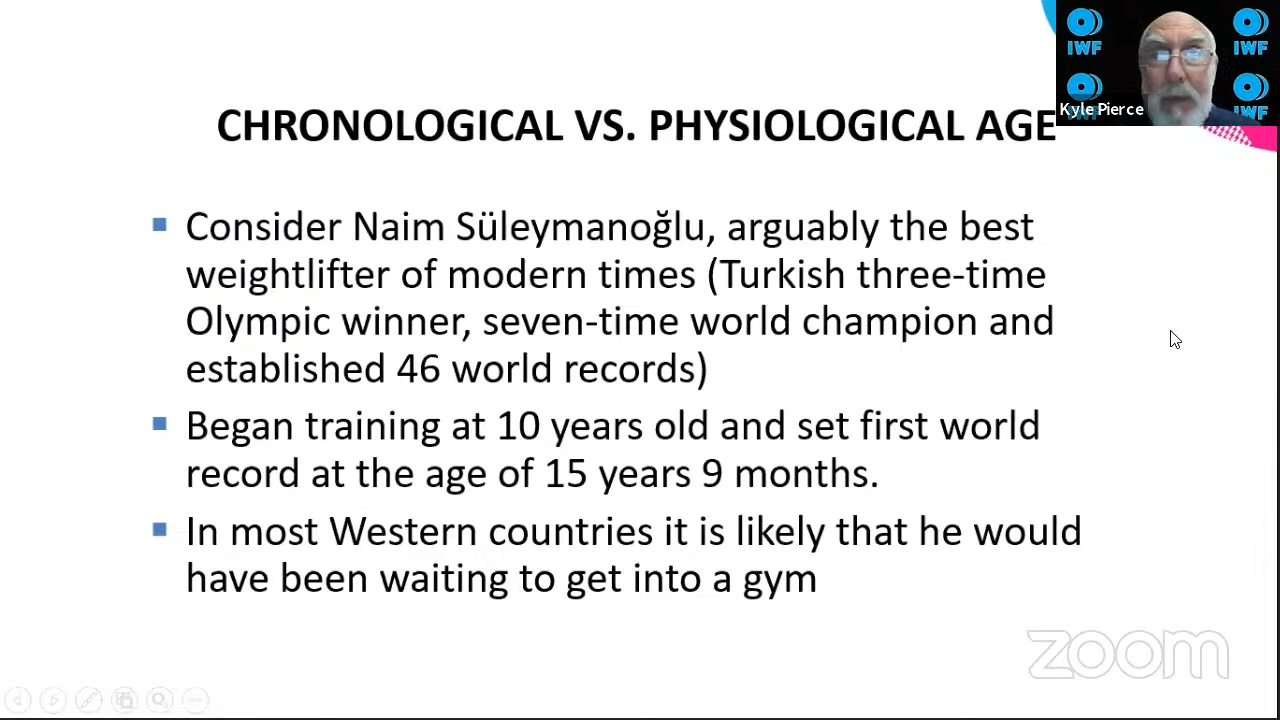 IWF
IWF
Kyle Pierce
IWF
IWF
CHRONOLOGICAL VS. PHYSIOLOGICAL AGE
Consider Naim Süleymanoğlu, arguably the best
weightlifter of modern times (Turkish three-time
Olympic winner, seven-time world champion and
established 46 world records)
Began training at 10 years old and set first world
record at the age of 15 years 9 months.
In most Western countries it is likely that he would
have been waiting to get into a gym
zoom